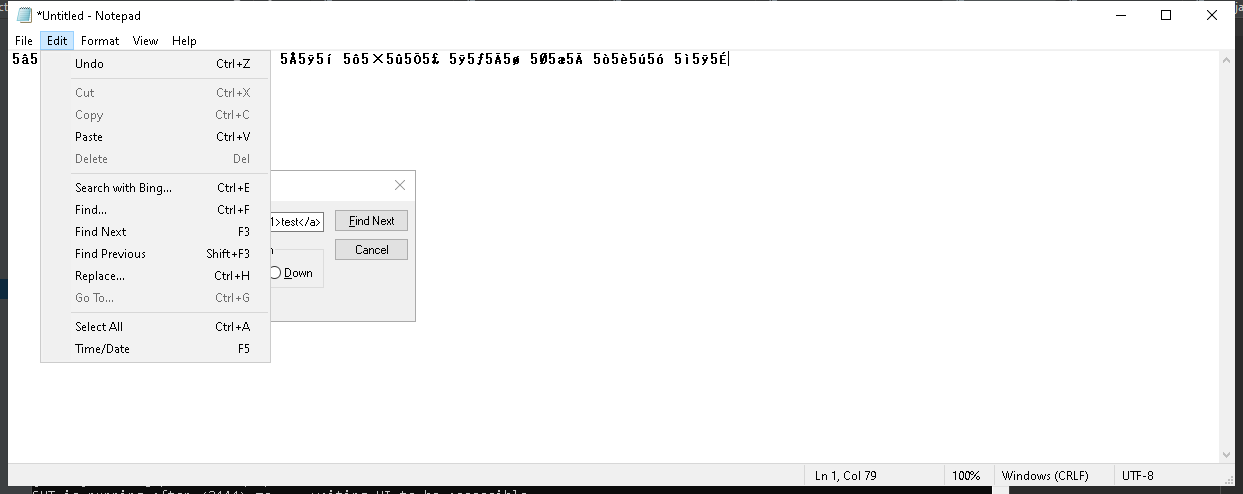 *Untitled - Notepad
File Edit Format View Help
5â5 5Å5ÿ5í 5ô5×5û5Õ5£ 5ÿ5ƒ5Ä5ø 5Ø5æ5Ä 5ò5è5ú5ó 5ì5ÿ5É
Undo Ctrl+Z
Cut Ctrl+X
Copy Ctrl+C
Paste Ctrl+V
Delete Del
Search with Bing... Ctrl+E
Find... Ctrl+F
Find Next F3
Find Previous Shift+F3
Replace... Ctrl+H
Go To... Ctrl+G
Select All Ctrl+A
Time/Date F5
1>test</a>
Find Next
Cancel
Down
Ln 1, Col 79
100%
Windows (CRLF)
UTF-8